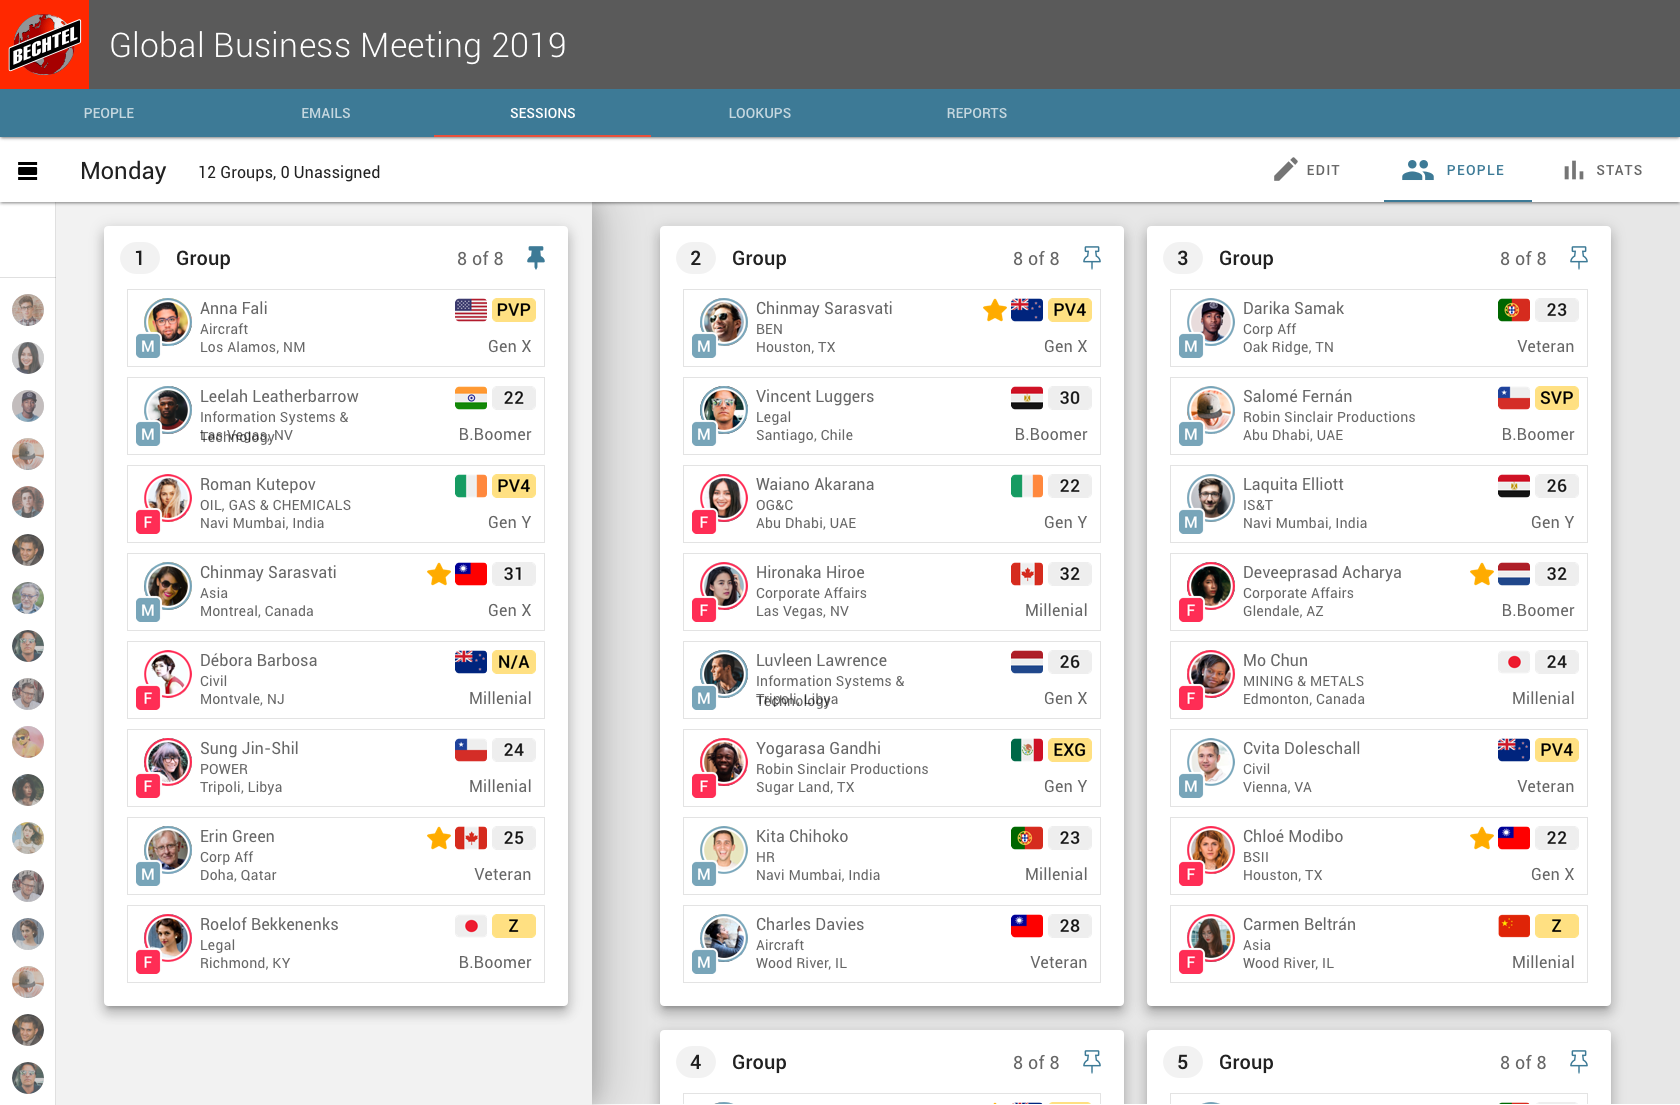 BECHTEL
Global Business Meeting 2019
PEOPLE EMAILS SESSIONS LOOKUPS REPORTS
Monday 12 Groups, 0 Unassigned EDIT PEOPLE STATS
1 Group 8 of 8
Anna Fali PVP
Aircraft
M Los Alamos, NM Gen X
Leelah Leatherbarrow 22
Information Systems &
Technology
M Las Vegas, NV B.Boomer
Roman Kutepov PV4
OIL, GAS & CHEMICALS
F Navi Mumbai, India Gen Y
Chinmay Sarasvati 31
Asia
M Montreal, Canada Gen X
Débora Barbosa N/A
Civil
F Montvale, NJ Millenial
Sung Jin-Shil 24
POWER
F Tripoli, Libya Millenial
Erin Green 25
Corp Aff
M Doha, Qatar Veteran
Roelof Bekkenenks Z
Legal
F Richmond, KY B.Boomer
2 Group 8 of 8
Chinmay Sarasvati PV4
BEN
M Houston, TX Gen X
Vincent Luggers 30
Legal
M Santiago, Chile B.Boomer
Waiano Akarana 22
OG&C
F Abu Dhabi, UAE Gen Y
Hironaka Hiroe 32
Corporate Affairs
F Las Vegas, NV Millenial
Luvleen Lawrence 26
Information Systems &
Technology
M Tripoli, Libya Gen X
Yogarasa Gandhi EXG
Robin Sinclair Productions
F Sugar Land, TX Gen Y
Kita Chihoko 23
HR
M Navi Mumbai, India Millenial
Charles Davies 28
Aircraft
M Wood River, IL Veteran
3 Group 8 of 8
Darika Samak 23
Corp Aff
M Oak Ridge, TN Veteran
Salomé Fernán SVP
Robin Sinclair Productions
M Abu Dhabi, UAE B.Boomer
Laquita Elliott 26
IS&T
M Navi Mumbai, India Gen Y
Deveeprasad Acharya 32
Corporate Affairs
F Glendale, AZ B.Boomer
Mo Chun 24
MINING & METALS
F Edmonton, Canada Millenial
Cvita Doleschall PV4
Civil
M Vienna, VA Veteran
Chloé Modibo 22
BSII
F Houston, TX Gen X
Carmen Beltrán Z
Asia
F Wood River, IL Millenial
4 Group 8 of 8
5 Group 8 of 8